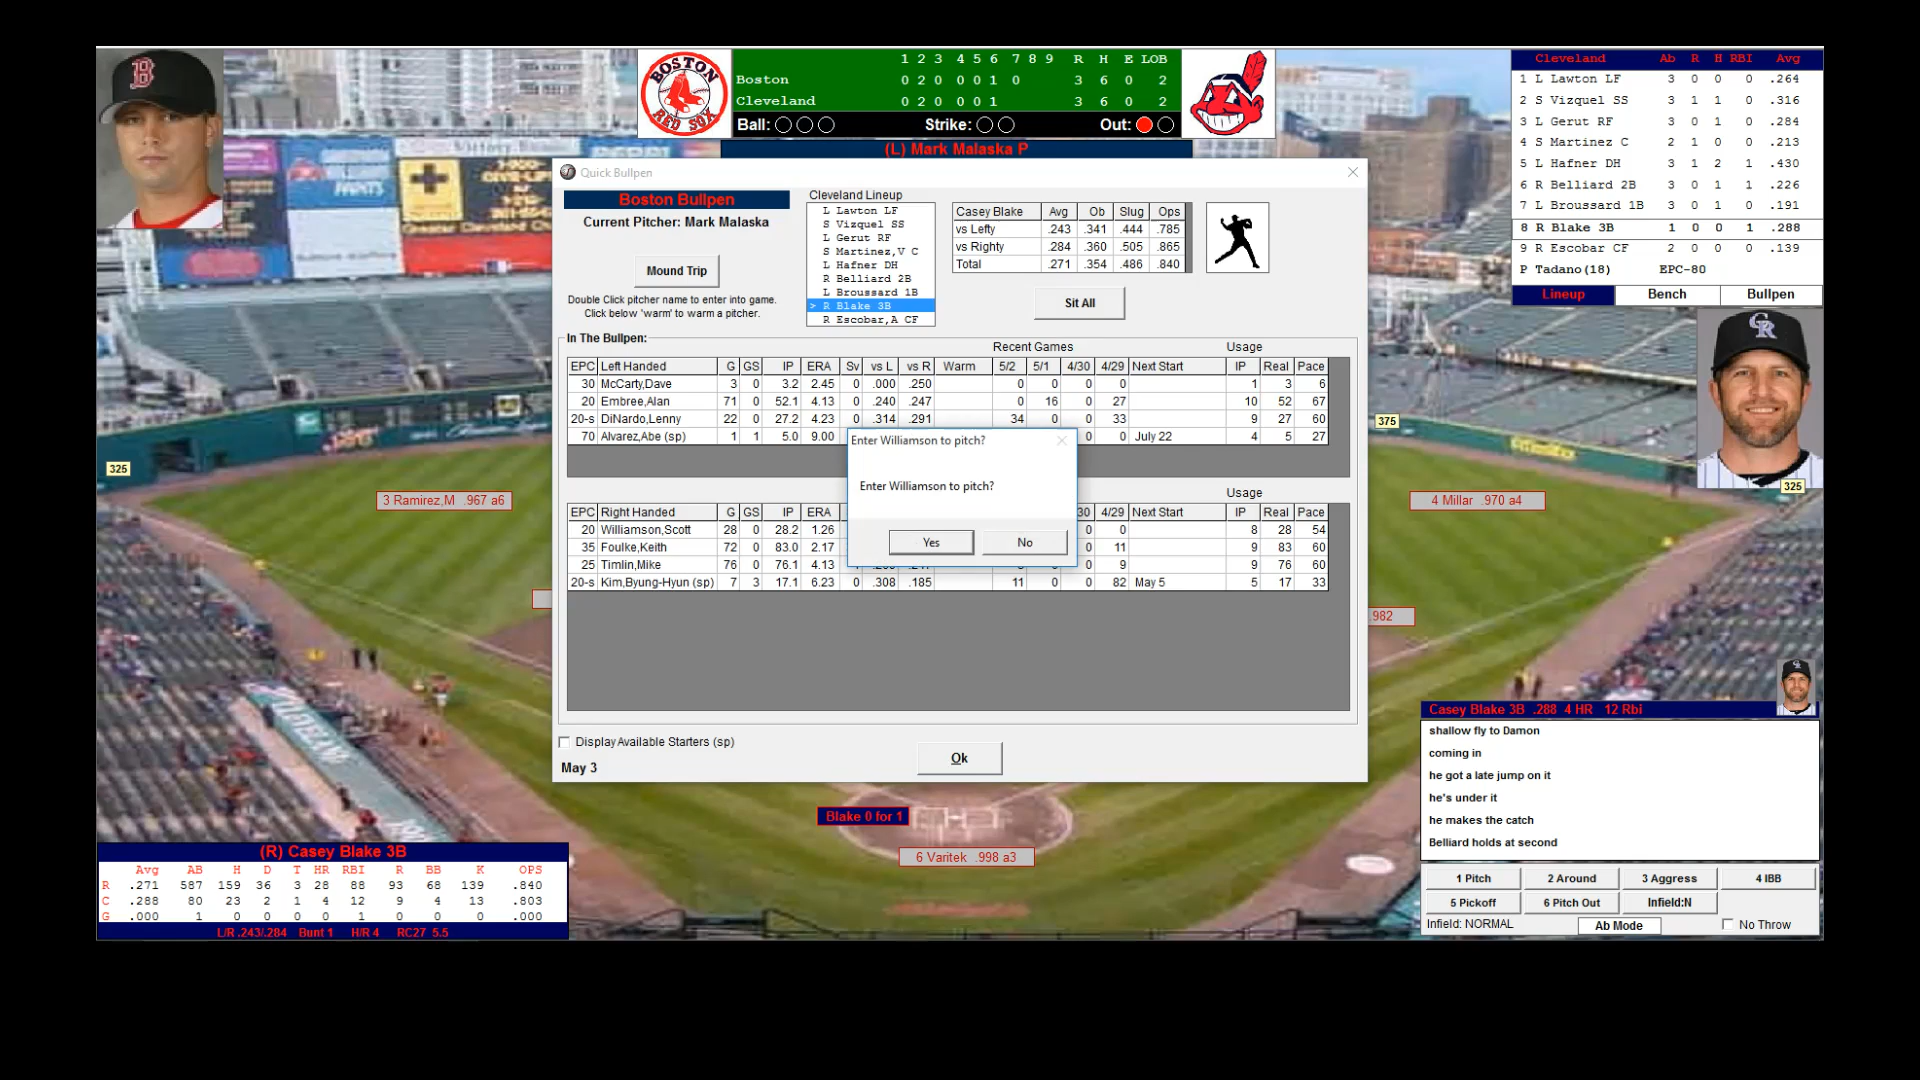 BOSTON
RED SOX
1 2 3 4 5 6 7 8 9 R H E LOB
Boston 0 2 0 0 0 1 0 3 6 0 2
Cleveland 0 2 0 0 0 1 3 6 0 2
Ball: Strike: Out:
(L) Mark Malaska P
Cleveland Ab R H RBI Avg
1 L Lawton LF 3 0 0 0 .264
2 S Vizquel SS 3 1 1 0 .316
3 L Gerut RF 3 0 1 0 .284
4 S Martinez C 2 1 0 0 .213
5 L Hafner DH 3 1 2 1 .430
6 R Belliard 2B 3 0 1 1 .226
7 L Broussard 1B 3 0 1 0 .191
8 R Blake 3B 1 0 0 1 .288
9 R Escobar CF 2 0 0 0 .139
P Tadano(18) EPC-80
Lineup Bench Bullpen
Quick Bullpen
Boston Bullpen
Current Pitcher: Mark Malaska
Mound Trip
Double Click pitcher name to enter into game.
Click below 'warm' to warm a pitcher.
Cleveland Lineup
L Lawton LF
S Vizquel SS
L Gerut RF
S Martinez,V C
L Hafner DH
R Belliard 2B
L Broussard 1B
> R Blake 3B
R Escobar,A CF
Casey Blake Avg Ob Slug Ops
vs Lefty .243 .341 .444 .785
vs Righty .284 .360 .505 .865
Total .271 .354 .486 .840
Sit All
In The Bullpen:
Recent Games Usage
EPC Left Handed G GS IP ERA Sv vs L vs R Warm 5/2 5/1 4/30 4/29 Next Start IP Real Pace
30 McCarty,Dave 3 0 3.2 2.45 0 .000 .250 0 0 0 0 1 3 6
20 Embree,Alan 71 0 52.1 4.13 0 .240 .247 0 16 0 27 10 52 67
20-s DiNardo,Lenny 22 0 27.2 4.23 0 .314 .291 34 0 0 33 9 27 60
70 Alvarez,Abe (sp) 1 1 5.0 9.00 0 0 July 22 4 5 27
Enter Williamson to pitch?
Enter Williamson to pitch?
Yes No
Usage
EPC Right Handed G GS IP ERA 30 4/29 Next Start IP Real Pace
20 Williamson,Scott 28 0 28.2 1.26 0 0 8 28 54
35 Foulke,Keith 72 0 83.0 2.17 0 11 9 83 60
25 Timlin,Mike 76 0 76.1 4.13 0 9 9 76 60
20-s Kim,Byung-Hyun (sp) 7 3 17.1 6.23 0 .308 .185 11 0 0 82 May 5 5 17 33
Display Available Starters (sp)
Ok
May 3
325
3 Ramirez,M .967 a6
375
4 Millar .970 a4
325
982
Blake 0 for 1
6 Varitek .998 a3
(R) Casey Blake 3B
Avg AB H D T HR RBI R BB K OPS
R .271 587 159 36 3 28 88 93 68 139 .840
C .288 80 23 2 1 4 12 9 4 13 .803
G .000 1 0 0 0 0 1 0 0 0 .000
L/R .243/.284 Bunt 1 H/R 4 RC27 5.5
Casey Blake 3B .288 4 HR 12 Rbi
shallow fly to Damon
coming in
he got a late jump on it
he's under it
he makes the catch
Belliard holds at second
1 Pitch 2 Around 3 Aggress 4 IBB
5 Pickoff 6 Pitch Out Infield:N
Infield: NORMAL Ab Mode No Throw